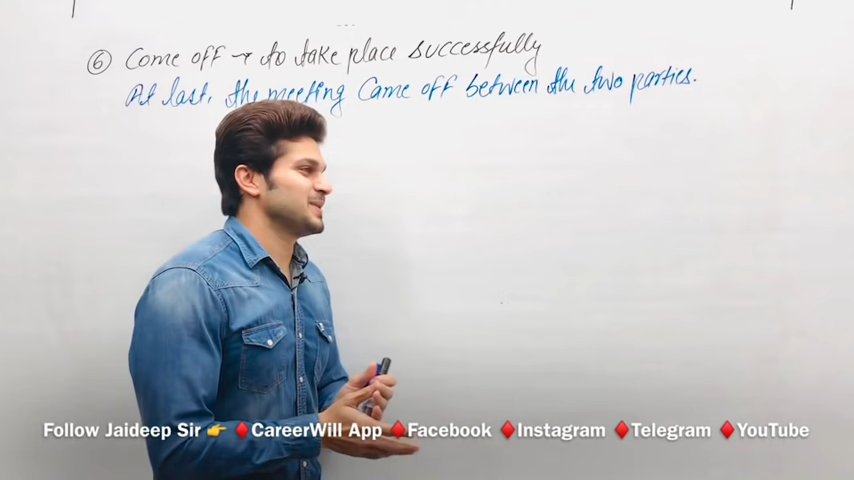 6 Come off → to take place successfully
At last, the meeting Came off between the two parties.
Follow Jaideep Sir 👉 ♦CareerWill App ♦Facebook ♦Instagram ♦Telegram ♦YouTube